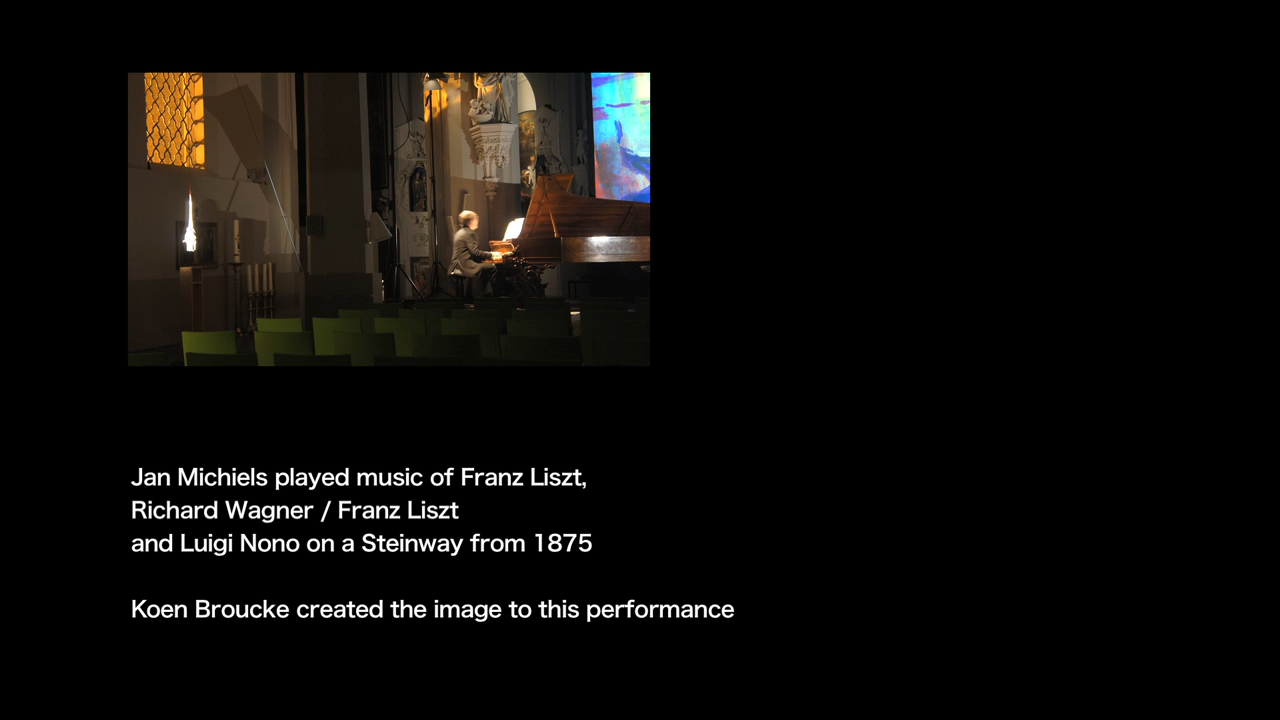 Jan Michiels played music of Franz Liszt,
Richard Wagner / Franz Liszt
and Luigi Nono on a Steinway from 1875
Koen Broucke created the image to this performance